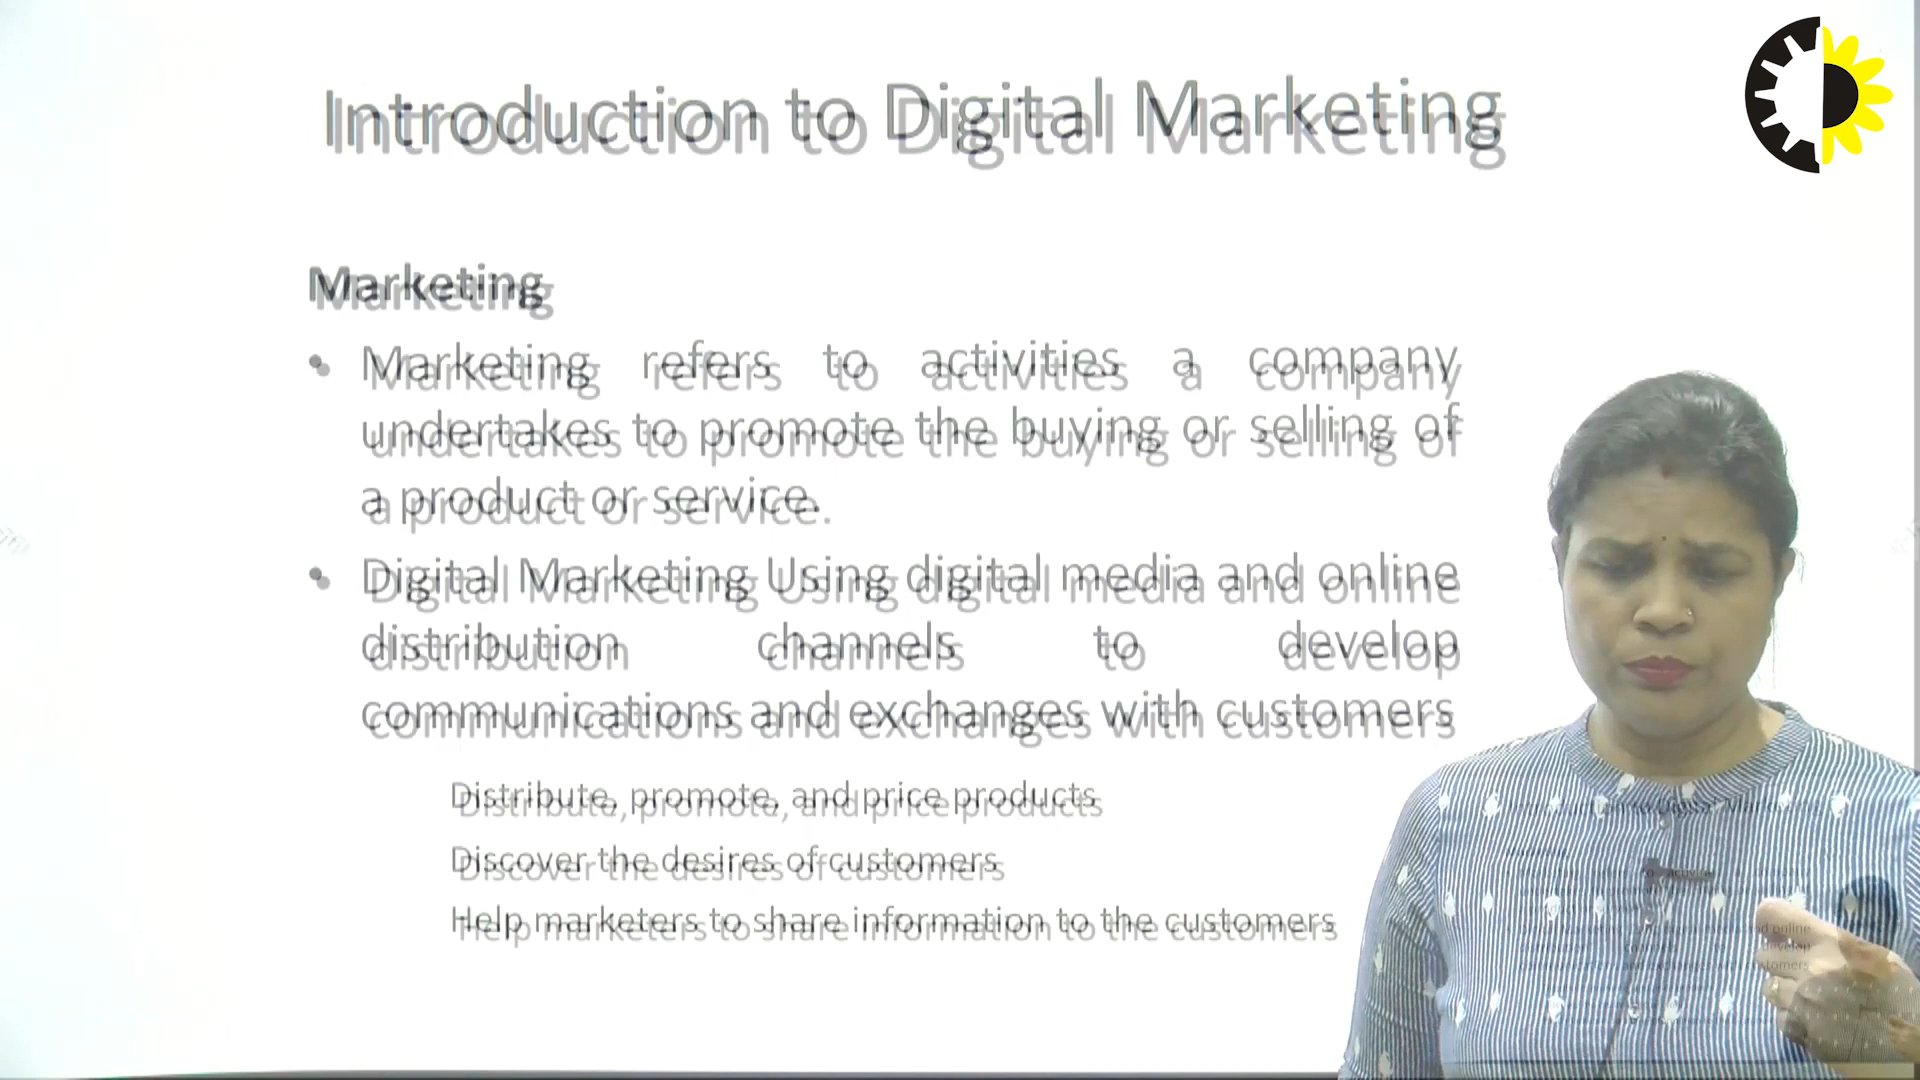 Introduction to Digital Marketing
Marketing
• Marketing refers to activities a company
undertakes to promote the buying or selling of
a product or service.
• Digital Marketing Using digital media and online
distribution channels to develop
communications and exchanges with customers
Distribute, promote, and price products
Discover the desires of customers
Help marketers to share information to the customers